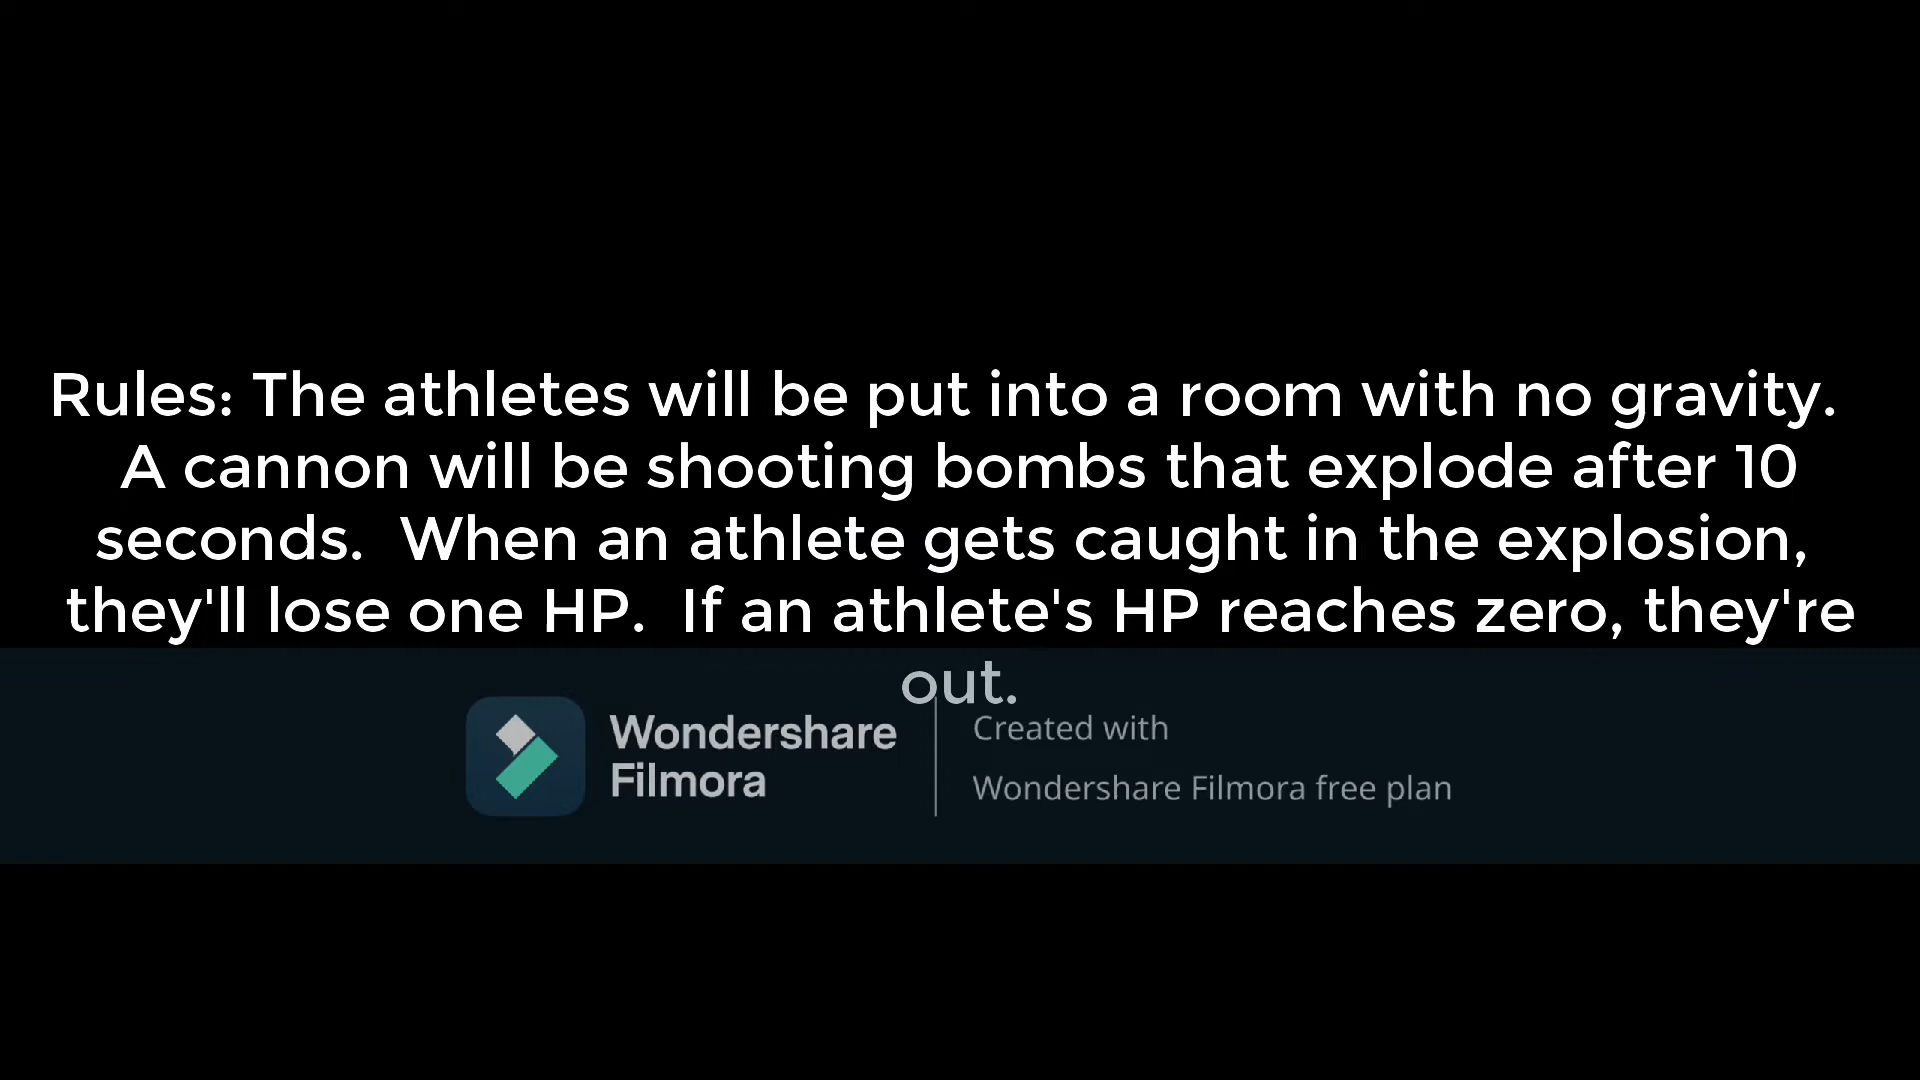 Rules: The athletes will be put into a room with no gravity.
A cannon will be shooting bombs that explode after 10
seconds.  When an athlete gets caught in the explosion,
they'll lose one HP.  If an athlete's HP reaches zero, they're
out.
Wondershare
Filmora
Created with
Wondershare Filmora free plan